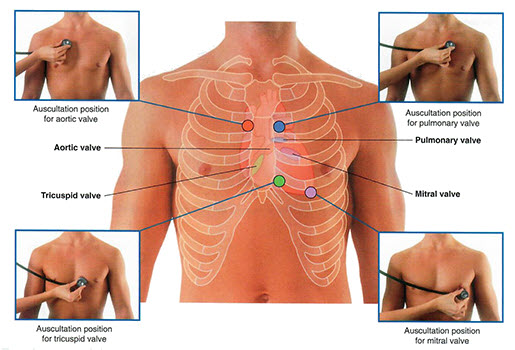 Auscultation position
for aortic valve
Auscultation position
for pulmonary valve
Aortic valve
Pulmonary valve
Tricuspid valve
Mitral valve
Auscultation position
for tricuspid valve
Auscultation position
for mitral valve